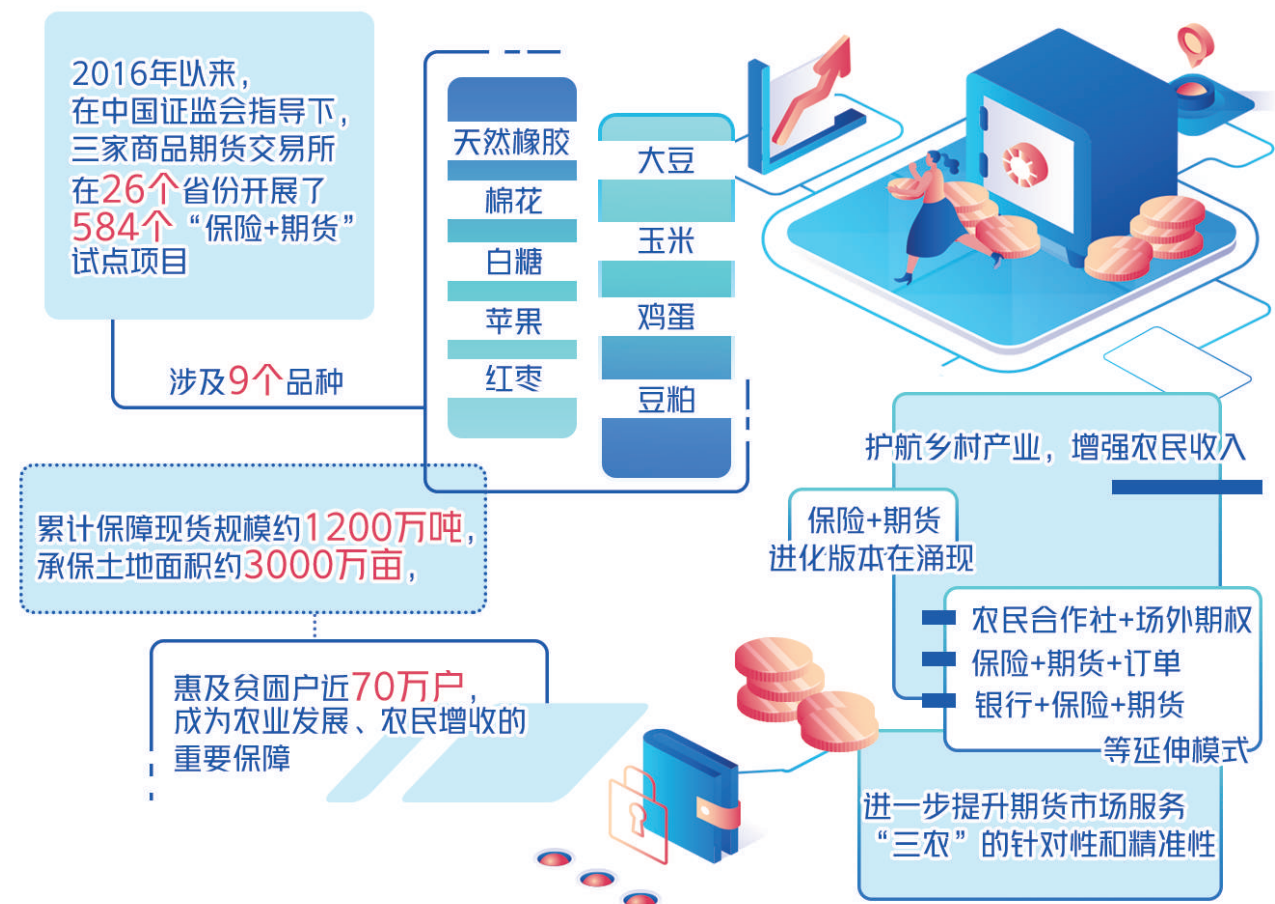 2016年以来，
在中国证监会指导下，
三家商品期货交易所
在26个省份开展了
584个“保险+期货”
试点项目
涉及9个品种
天然橡胶
棉花
白糖
苹果
红枣
大豆
玉米
鸡蛋
豆粕
累计保障现货规模约1200万吨，
承保土地面积约3000万亩，
惠及贫困户近70万户，
成为农业发展、农民增收的
重要保障
护航乡村产业，增强农民收入
保险+期货
进化版本在涌现
农民合作社+场外期权
保险+期货+订单
银行+保险+期货
等延伸模式
进一步提升期货市场服务
“三农”的针对性和精准性